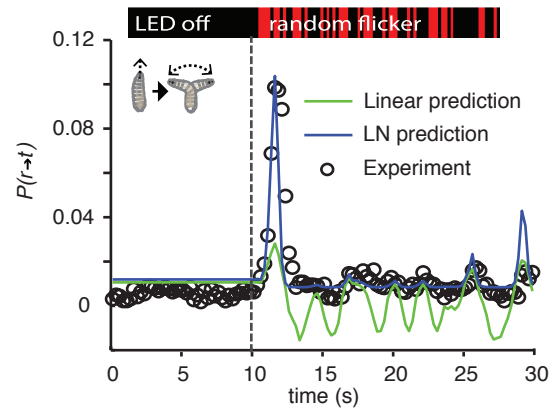 LED off random flicker
0.12
0.08
0.04
0
P(r→t)
Linear prediction
LN prediction
Experiment
0 5 10 15 20 25 30
time (s)